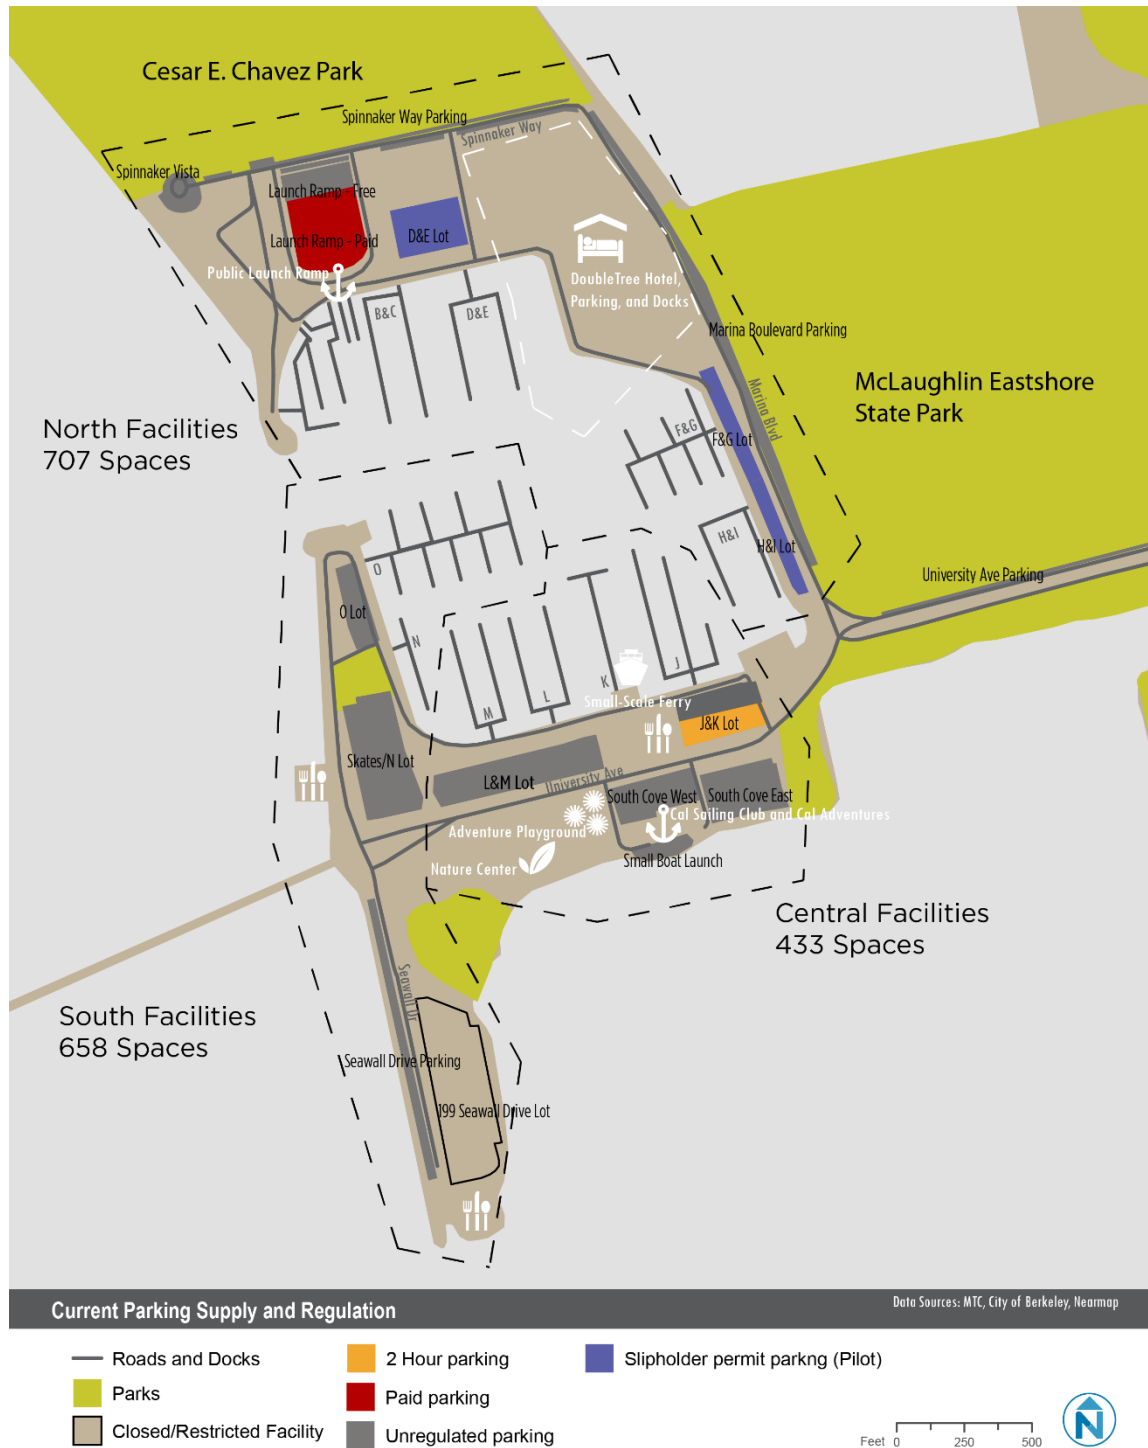 Cesar E. Chavez Park
Spinnaker Way Parking
Spinnaker Way
Spinnaker Vista
Launch Ramp - Free
Launch Ramp - Paid
D&E Lot
Public Launch Ramp
DoubleTree Hotel,
Parking, and Docks
B&C
D&E
Marina Boulevard Parking
Marina Blvd
McLaughlin Eastshore
State Park
North Facilities
707 Spaces
F&G
F&G Lot
H&I
H&I Lot
University Ave Parking
O
O Lot
N
M
L
K
J
Small-Scale Ferry
J&K Lot
Skates/N Lot
L&M Lot
University Ave
South Cove West
South Cove East
Cal Sailing Club and Cal Adventures
Adventure Playground
Small Boat Launch
Nature Center
Central Facilities
433 Spaces
Seawall Dr
South Facilities
658 Spaces
Seawall Drive Parking
199 Seawall Drive Lot
Current Parking Supply and Regulation
Data Sources: MTC, City of Berkeley, Nearmap
Roads and Docks
2 Hour parking
Slipholder permit parkng (Pilot)
Parks
Paid parking
Closed/Restricted Facility
Unregulated parking
Feet 0 250 500
N